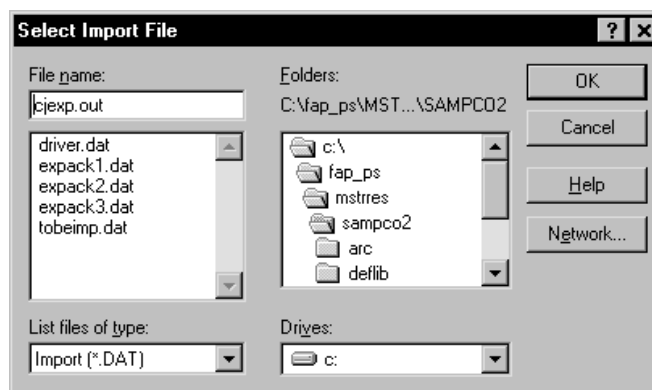 Select Import File
File name:
cjexp.out
driver.dat
expack1.dat
expack2.dat
expack3.dat
tobeimp.dat
List files of type:
Import (*.DAT)
Folders:
C:\fap_ps\MST...\SAMPCO2
c:\
fap_ps
mstrres
sampco2
arc
deflib
Drives:
c:
OK
Cancel
Help
Network...